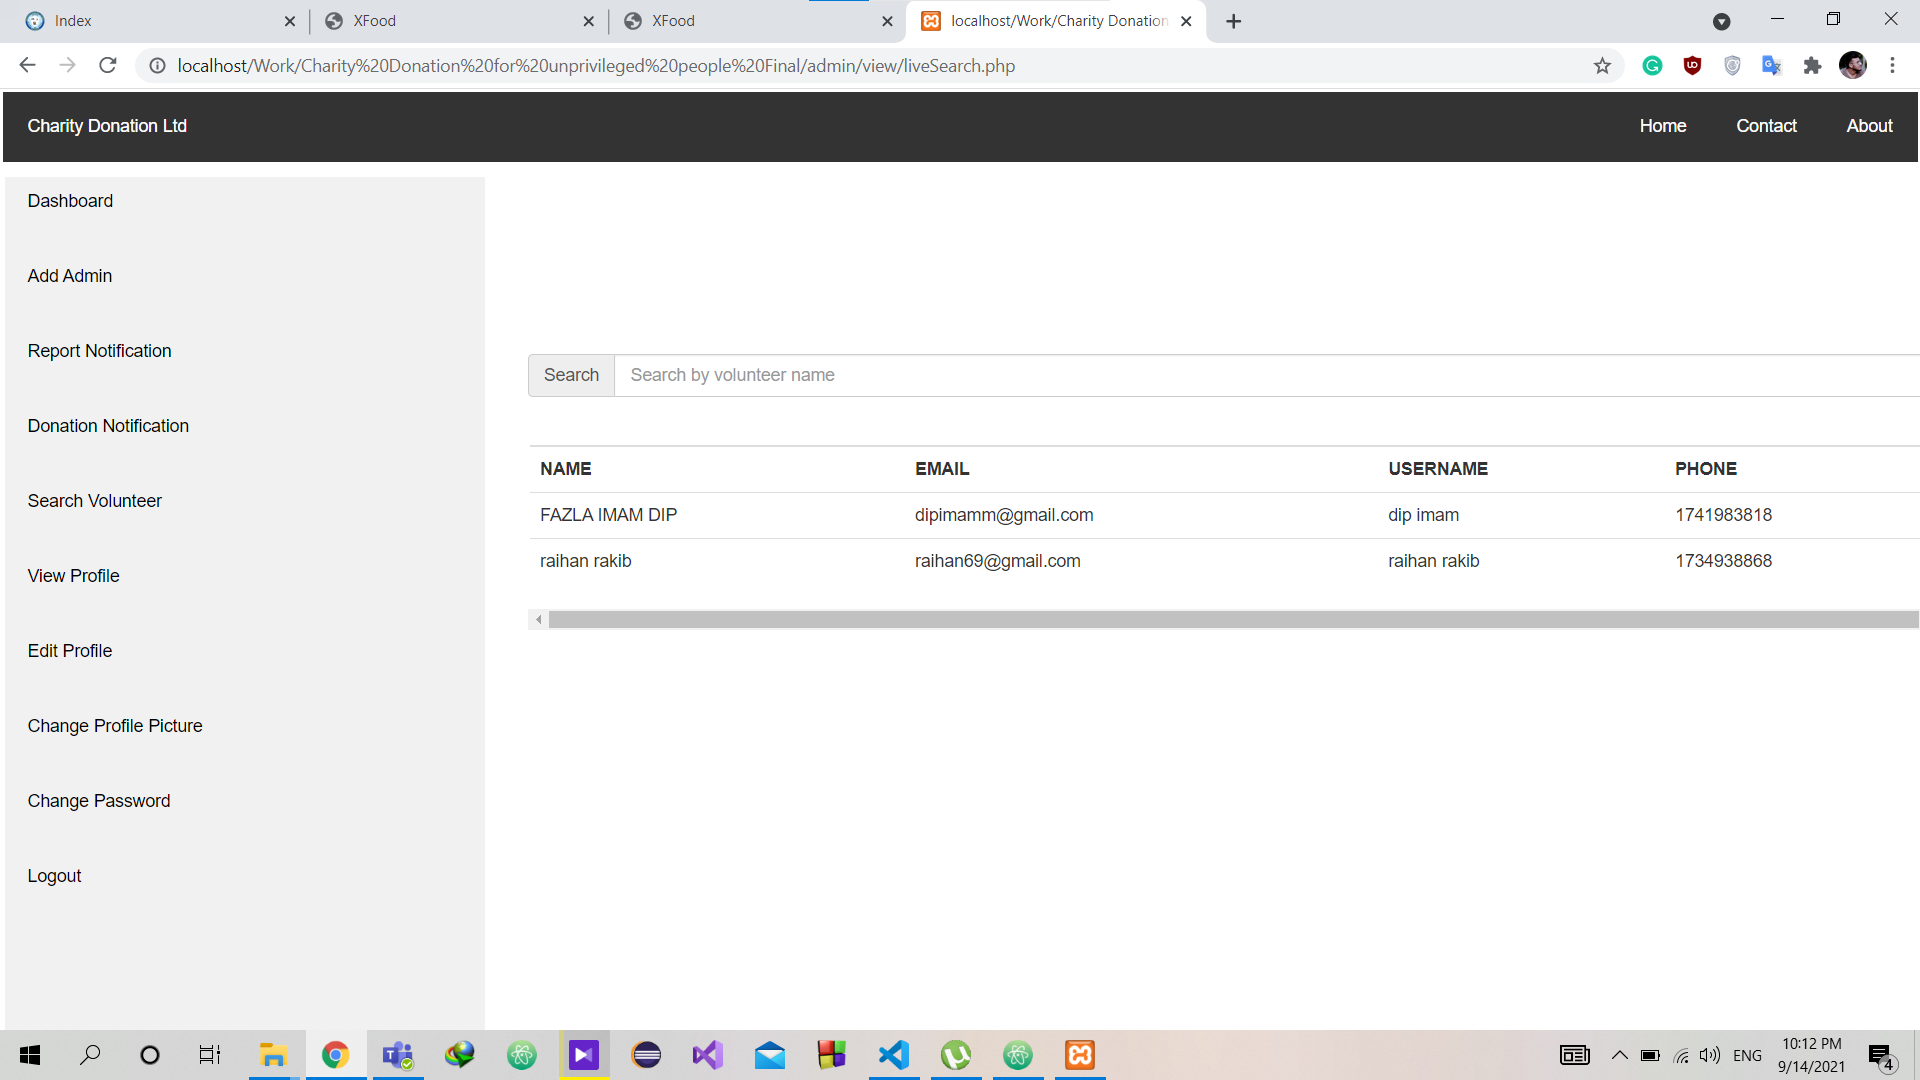 Index
XFood
XFood
localhost/Work/Charity Donation
localhost/Work/Charity%20Donation%20for%20unprivileged%20people%20Final/admin/view/liveSearch.php
Charity Donation Ltd
Home
Contact
About
Dashboard
Add Admin
Report Notification
Donation Notification
Search Volunteer
View Profile
Edit Profile
Change Profile Picture
Change Password
Logout
Search
Search by volunteer name
NAME EMAIL USERNAME PHONE
FAZLA IMAM DIP dipimamm@gmail.com dip imam 1741983818
raihan rakib raihan69@gmail.com raihan rakib 1734938868
ENG
10:12 PM
9/14/2021
4